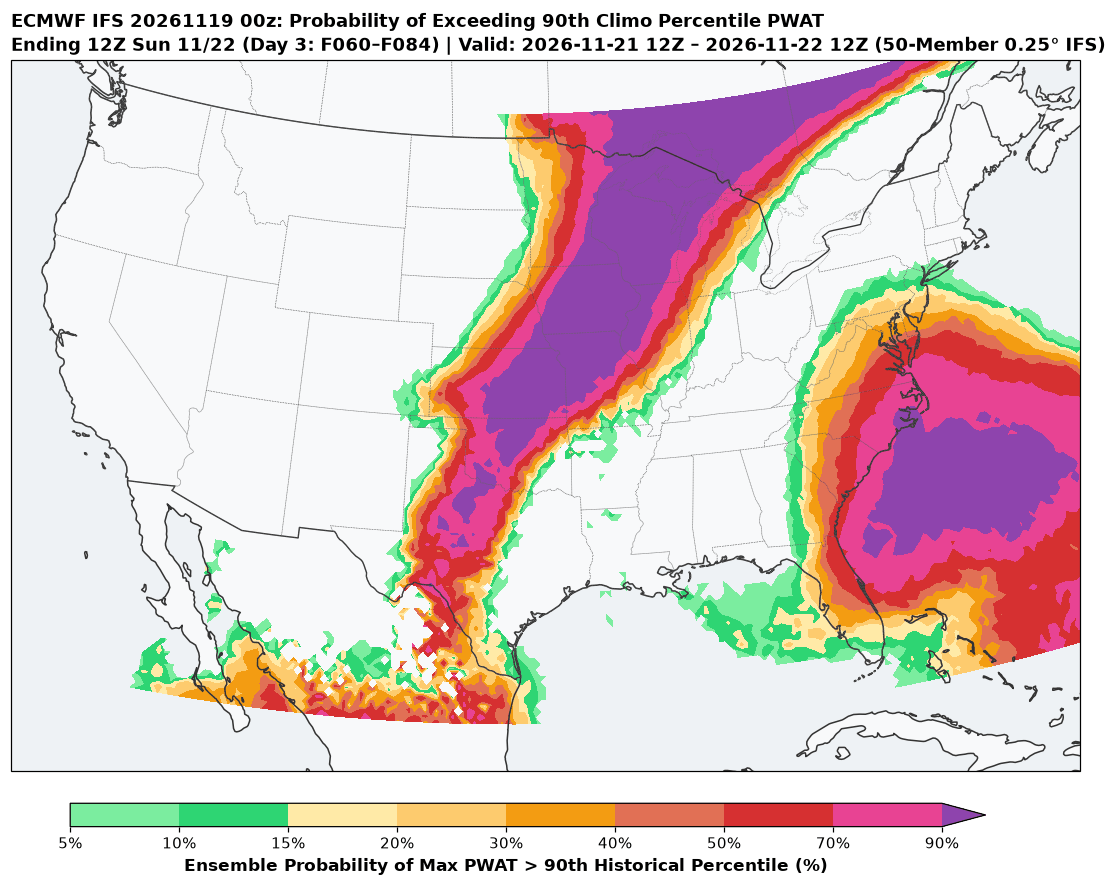 ECMWF IFS 20261119 00z: Probability of Exceeding 90th Climo Percentile PWAT
Ending 12Z Sun 11/22 (Day 3: F060–F084) | Valid: 2026-11-21 12Z – 2026-11-22 12Z (50-Member 0.25° IFS)
5% 10% 15% 20% 30% 40% 50% 70% 90%
Ensemble Probability of Max PWAT > 90th Historical Percentile (%)